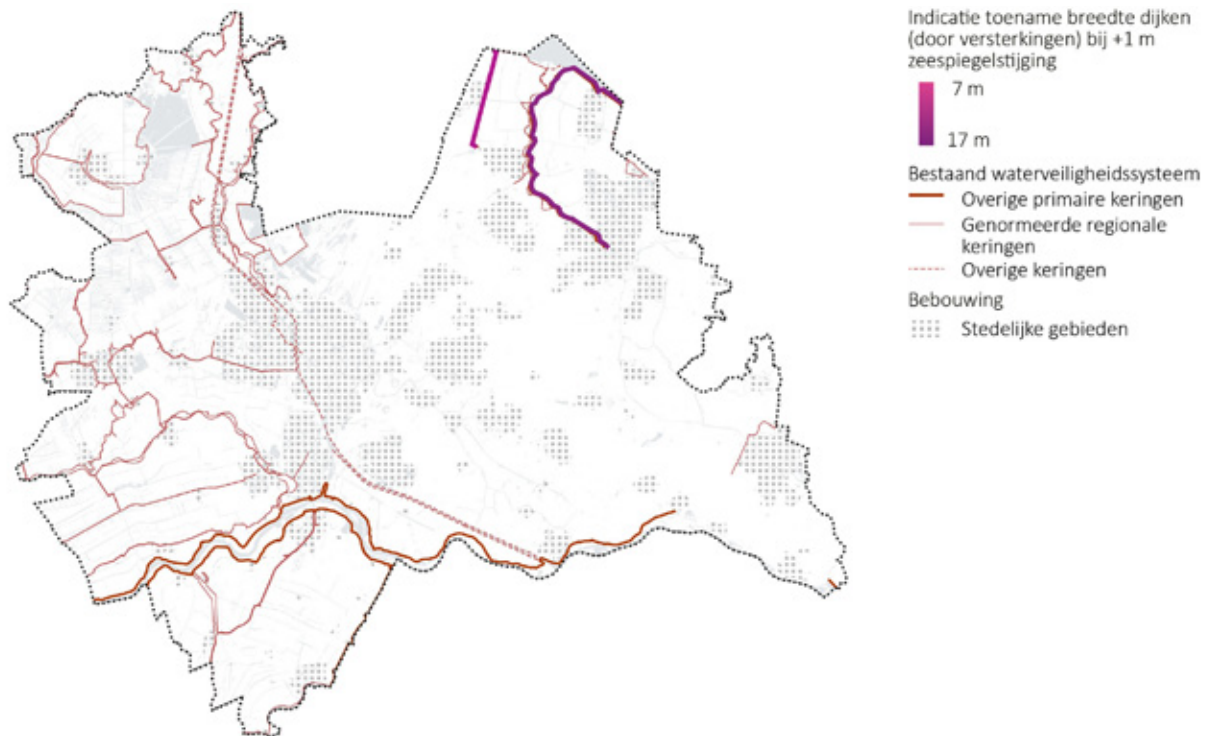 Indicatie toename breedte dijken
(door versterkingen) bij +1 m
zeespiegelstijging
7 m
17 m
Bestaand waterveiligheidssysteem
Overige primaire keringen
Genormeerde regionale
keringen
Overige keringen
Bebouwing
Stedelijke gebieden